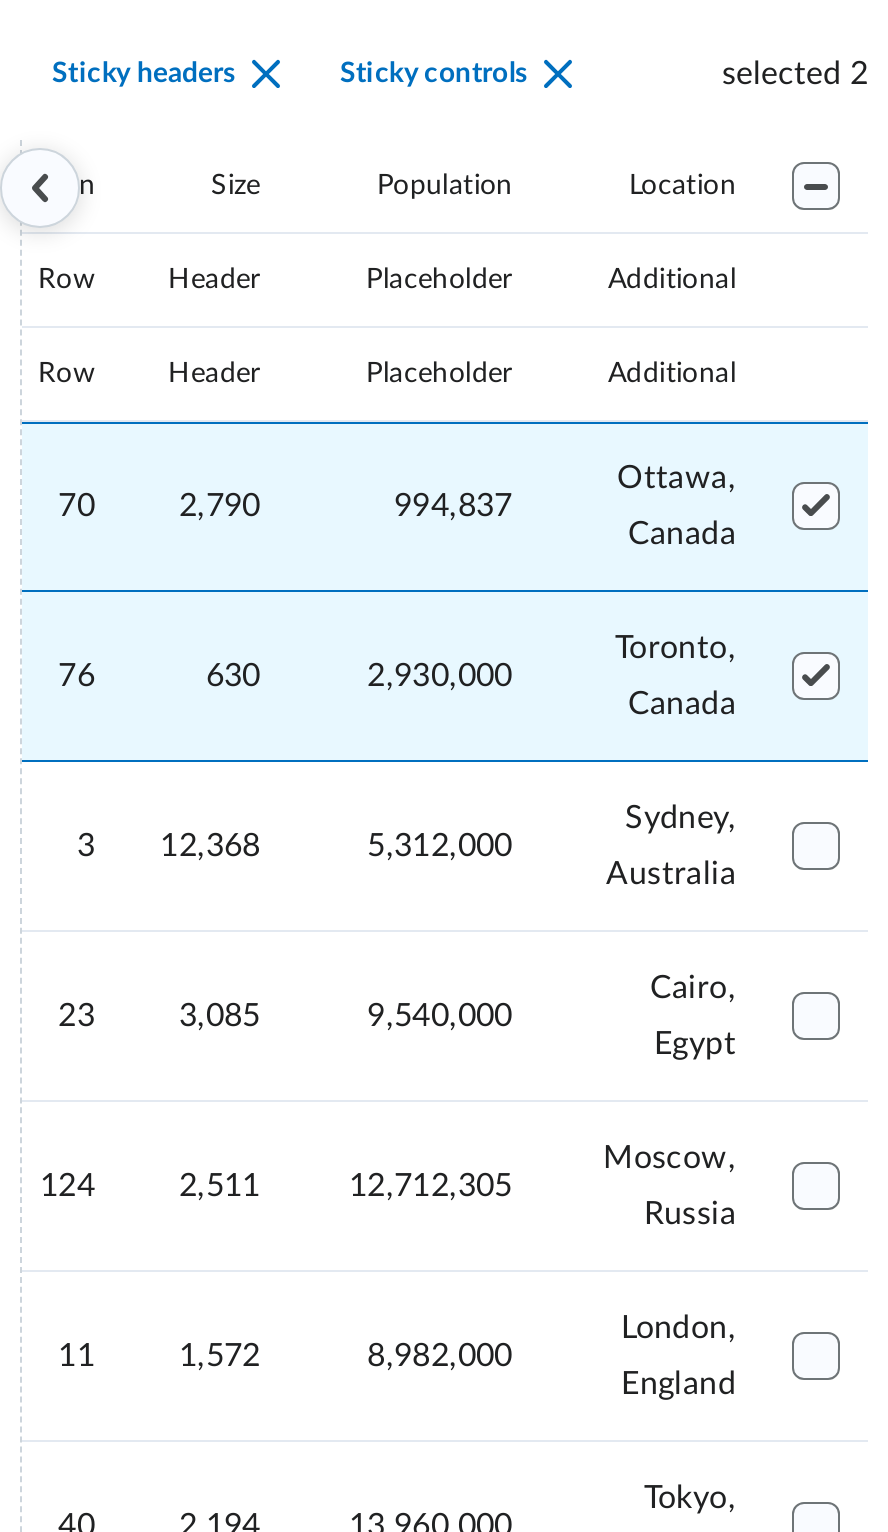 Sticky headers Sticky controls selected 2
Size Population Location
Row Header Placeholder Additional
Row Header Placeholder Additional
70 2,790 994,837 Ottawa,
Canada
76 630 2,930,000 Toronto,
Canada
3 12,368 5,312,000 Sydney,
Australia
23 3,085 9,540,000 Cairo,
Egypt
124 2,511 12,712,305 Moscow,
Russia
11 1,572 8,982,000 London,
England
40 2,194 13,960,000 Tokyo,